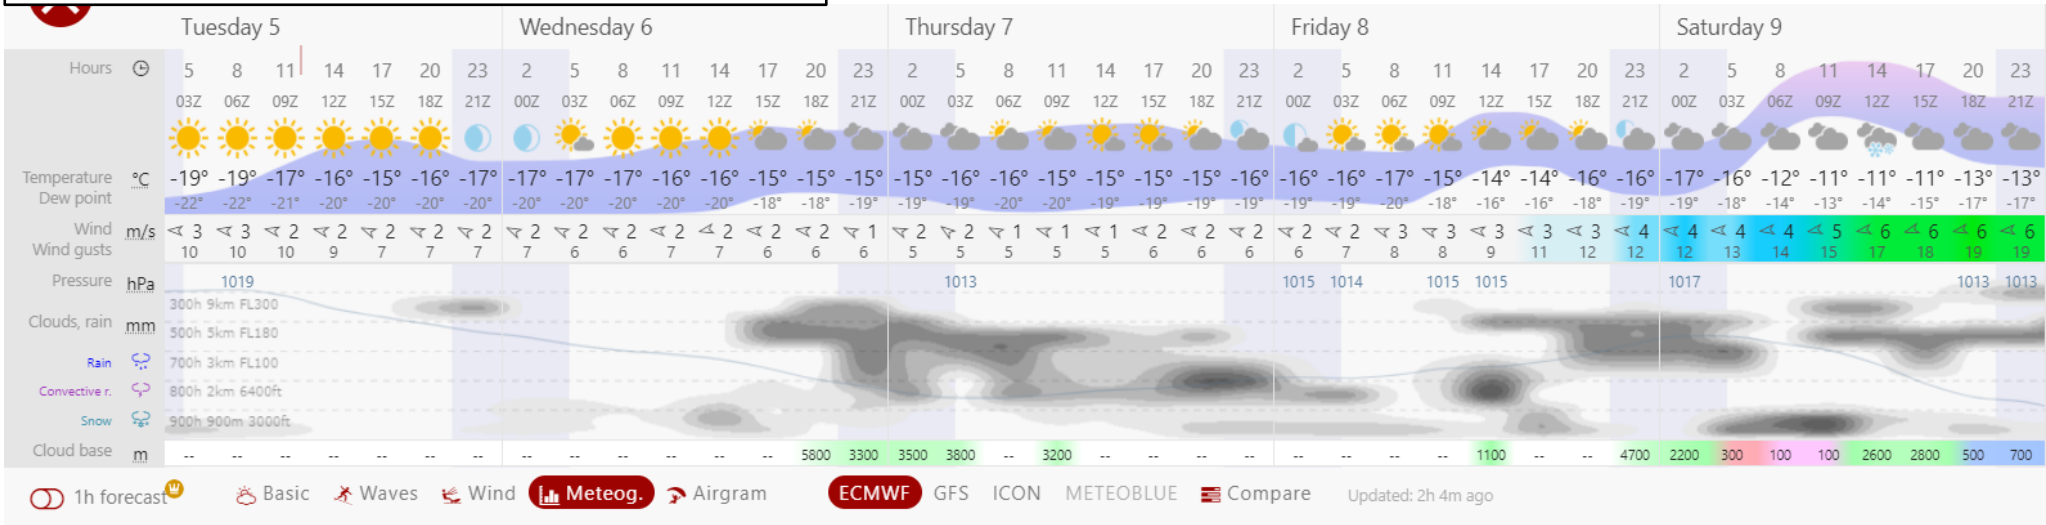 Tuesday 5 Wednesday 6 Thursday 7 Friday 8 Saturday 9
Hours 5 8 11 14 17 20 23 2 5 8 11 14 17 20 23 2 5 8 11 14 17 20 23 2 5 8 11 14 17 20 23 2 5 8 11 14 17 20 23
03Z 06Z 09Z 12Z 15Z 18Z 21Z 00Z 03Z 06Z 09Z 12Z 15Z 18Z 21Z 00Z 03Z 06Z 09Z 12Z 15Z 18Z 21Z 00Z 03Z 06Z 09Z 12Z 15Z 18Z 21Z 00Z 03Z 06Z 09Z 12Z 15Z 18Z 21Z
Temperature °C -19° -19° -17° -16° -15° -16° -17° -17° -17° -17° -16° -16° -15° -15° -15° -15° -16° -16° -15° -15° -15° -15° -16° -16° -16° -17° -15° -14° -14° -16° -16° -17° -16° -12° -11° -11° -11° -13° -13°
Dew point -22° -22° -21° -20° -20° -20° -20° -20° -20° -20° -20° -20° -18° -18° -19° -19° -19° -20° -20° -19° -19° -19° -19° -19° -19° -20° -18° -16° -16° -18° -19° -19° -18° -14° -13° -14° -15° -17° -17°
Wind m/s 3 3 2 2 2 2 2 2 2 2 2 2 2 2 1 2 2 1 1 1 2 2 2 2 2 3 3 3 3 3 4 4 4 4 5 6 6 6 6
Wind gusts 10 10 10 9 7 7 7 7 6 6 7 7 6 6 6 5 5 5 5 5 6 6 6 6 7 8 8 9 11 12 12 12 13 14 15 17 18 19 19
Pressure hPa 1019 1013 1015 1014 1015 1015 1017 1013 1013
300h 9km FL300
Clouds, rain mm
500h 5km FL180
Rain 700h 3km FL100
Convective r. 800h 2km 6400ft
Snow 900h 900m 3000ft
Cloud base m -- -- -- -- -- -- -- -- -- -- -- -- -- 5800 3300 3500 3800 -- 3200 -- -- -- -- -- -- -- -- 1100 -- -- 4700 2200 300 100 100 2600 2800 500 700
1h forecast Basic Waves Wind Meteog. Airgram ECMWF GFS ICON METEOBLUE Compare Updated: 2h 4m ago